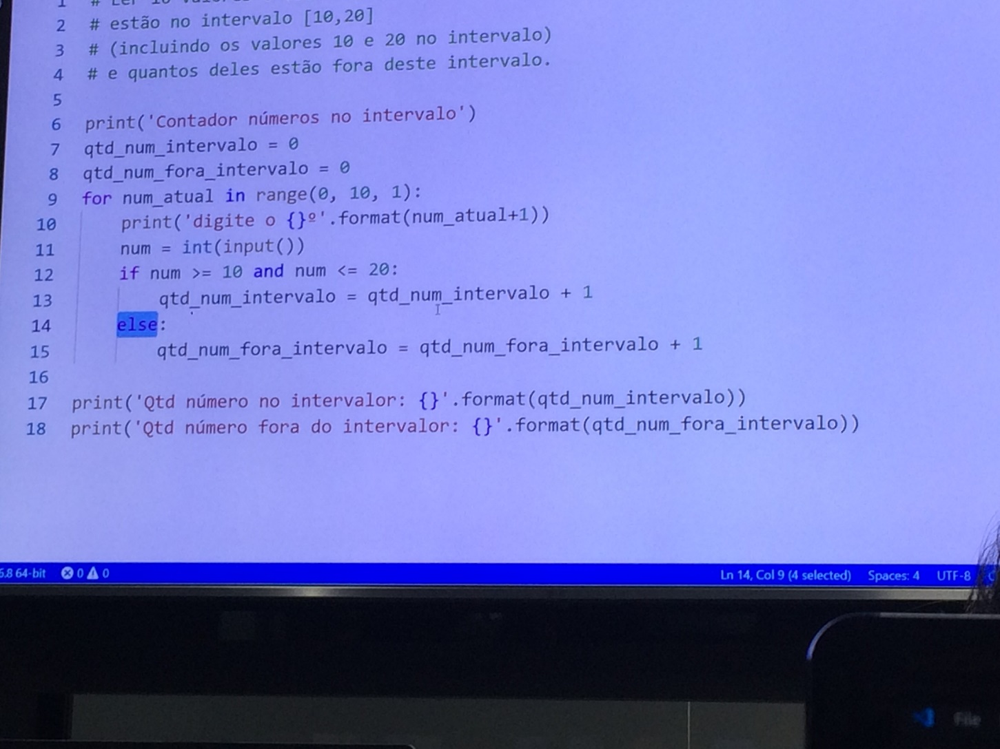 1
2 # estão no intervalo [10,20]
3 # (incluindo os valores 10 e 20 no intervalo)
4 # e quantos deles estão fora deste intervalo.
5
6 print('Contador números no intervalo')
7 qtd_num_intervalo = 0
8 qtd_num_fora_intervalo = 0
9 for num_atual in range(0, 10, 1):
10 print('digite o {}º'.format(num_atual+1))
11 num = int(input())
12 if num >= 10 and num <= 20:
13 qtd_num_intervalo = qtd_num_intervalo + 1
14 else:
15 qtd_num_fora_intervalo = qtd_num_fora_intervalo + 1
16
17 print('Qtd número no intervalor: {}'.format(qtd_num_intervalo))
18 print('Qtd número fora do intervalor: {}'.format(qtd_num_fora_intervalo))
64-bit 0 0 Ln 14, Col 9 (4 selected) Spaces: 4 UTF-8
File